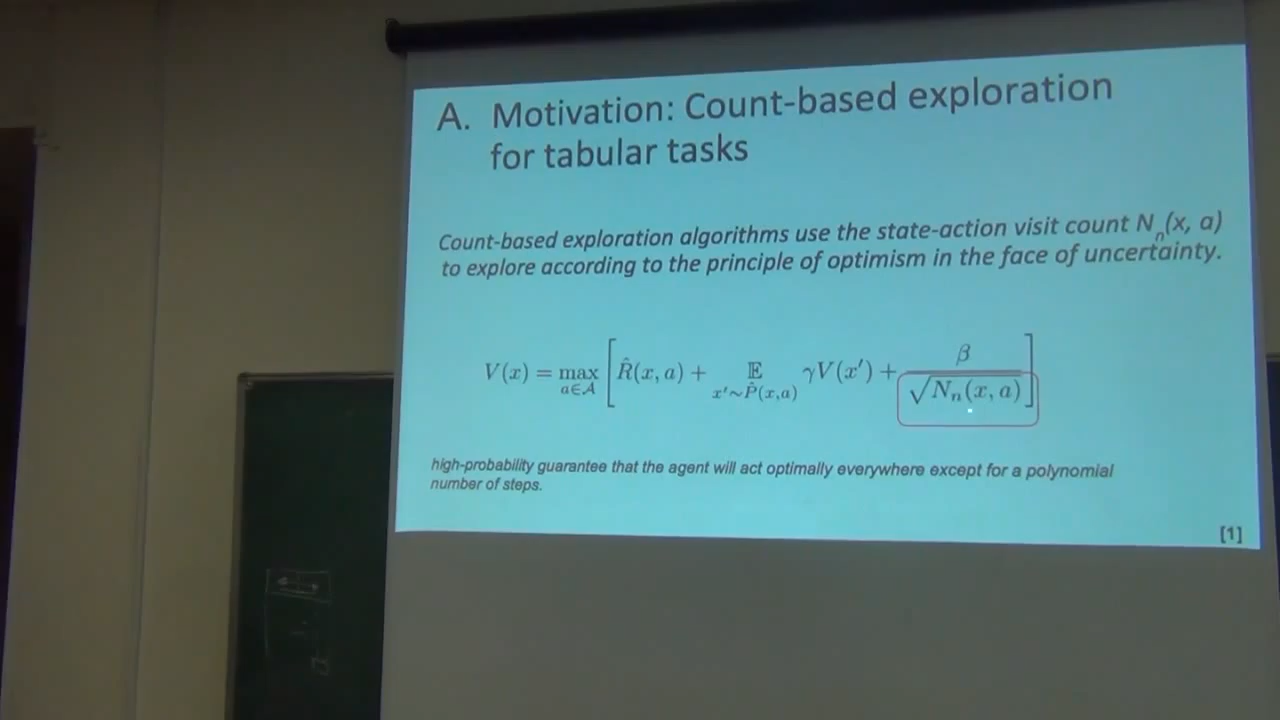 A. Motivation: Count-based exploration
for tabular tasks
Count-based exploration algorithms use the state-action visit count Nₙ(x, a)
to explore according to the principle of optimism in the face of uncertainty.
V(x) = max_{a∈𝒜} [ R̂(x, a) + 𝔼_{x′∼P̂(x,a)} γV(x′) + β / √Nₙ(x, a) ]
high-probability guarantee that the agent will act optimally everywhere except for a polynomial
number of steps.
[1]